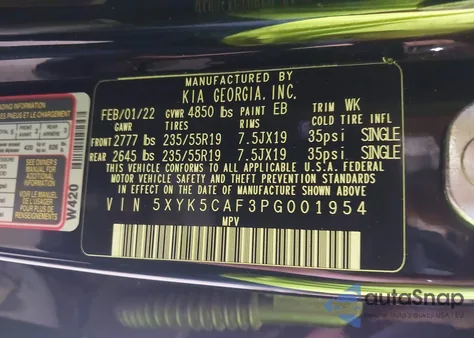 MANUFACTURED BY
KIA GEORGIA, INC.
FEB/01/22 GVWR 4850 lbs PAINT EB TRIM WK
GAWR TIRES RIMS COLD TIRE INFL.
FRONT 2777 lbs 235/55R19 7.5JX19 35psi SINGLE
REAR 2645 lbs 235/55R19 7.5JX19 35psi SINGLE
THIS VEHICLE CONFORMS TO ALL APPLICABLE U.S.A. FEDERAL
MOTOR VEHICLE SAFETY AND THEFT PREVENTION STANDARDS
IN EFFECT ON THE DATE OF MANUFACTURE SHOWN ABOVE.
VIN 5XYK5CAF3PG001954
MPV
W420
autoSnap